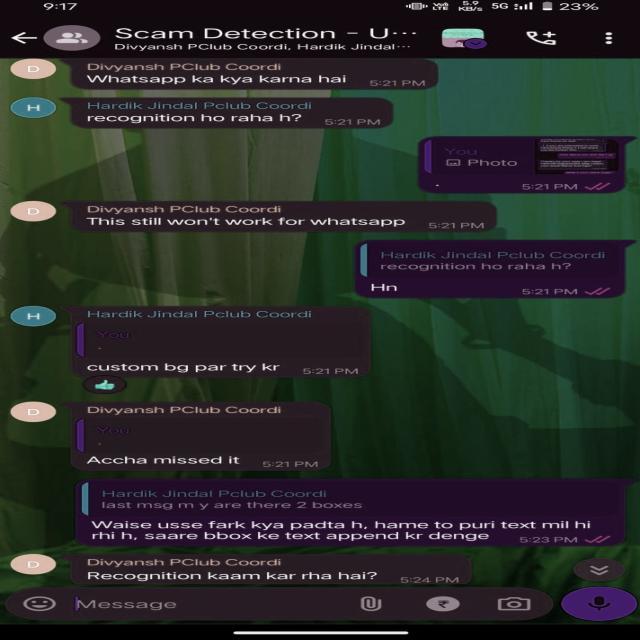 9:17
Vo) LTE
5.9 KB/s
5G
23%
Scam Detection - U···
Divyansh PClub Coordi, Hardik Jindal···
D
Divyansh PClub Coordi
Whatsapp ka kya karna hai
5:21 PM
H
Hardik Jindal Pclub Coordi
recognition ho raha h?
5:21 PM
You
Photo
.
5:21 PM
D
Divyansh PClub Coordi
This still won't work for whatsapp
5:21 PM
Hardik Jindal Pclub Coordi
recognition ho raha h?
Hn
5:21 PM
H
Hardik Jindal Pclub Coordi
You
.
custom bg par try kr
5:21 PM
D
Divyansh PClub Coordi
You
.
Accha missed it
5:21 PM
Hardik Jindal Pclub Coordi
last msg m y are there 2 boxes
Waise usse fark kya padta h, hame to puri text mil hi
rhi h, saare bbox ke text append kr denge
5:23 PM
D
Divyansh PClub Coordi
Recognition kaam kar rha hai?
5:24 PM
Message
₹